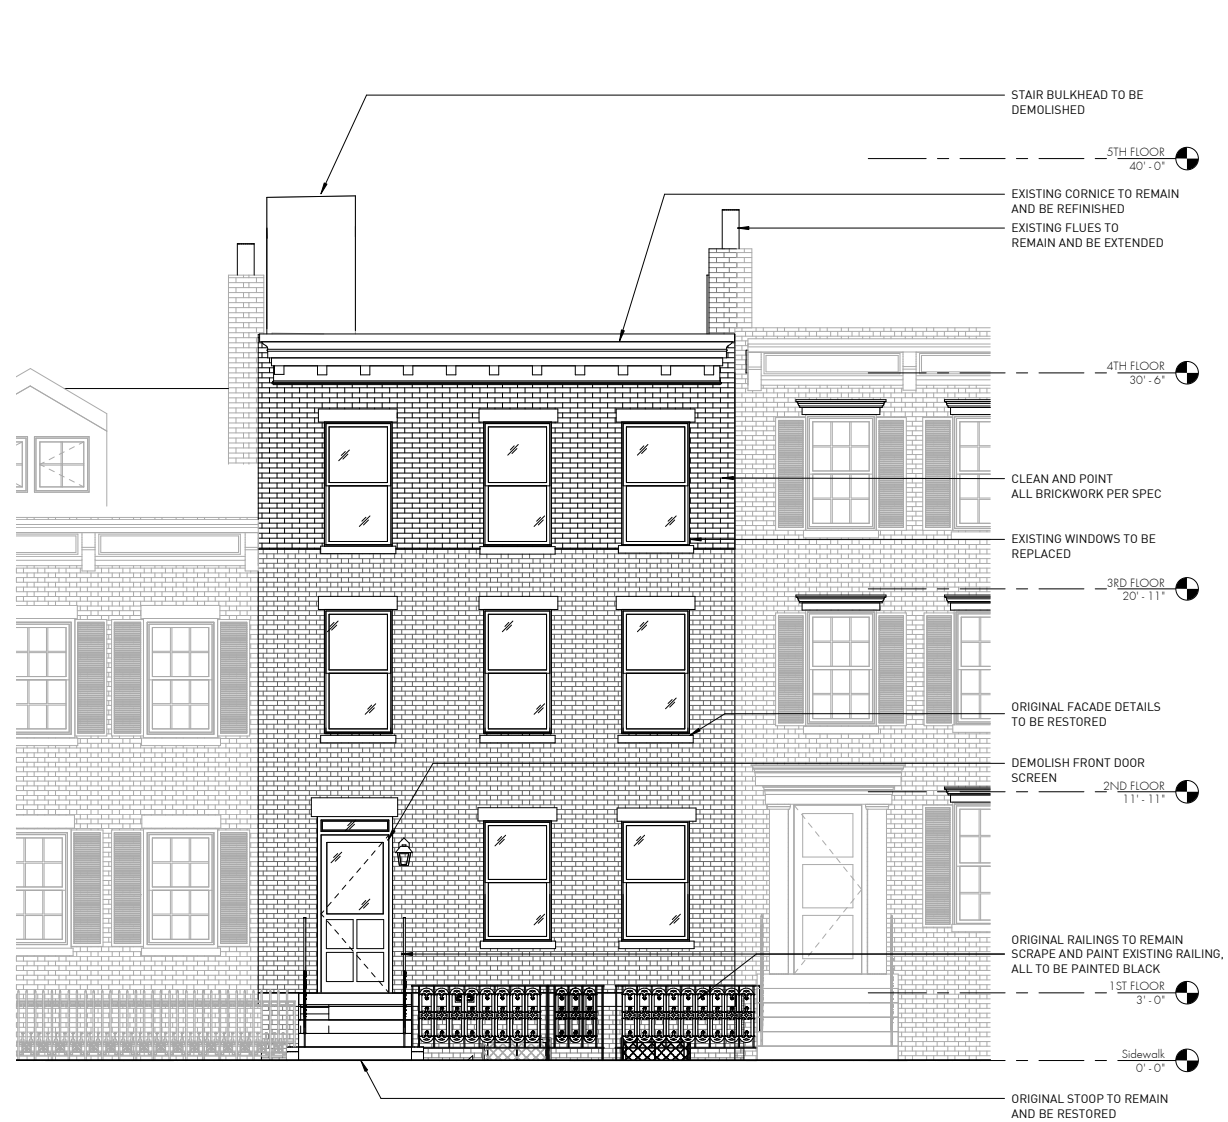 STAIR BULKHEAD TO BE
DEMOLISHED
5TH FLOOR
40' - 0"
EXISTING CORNICE TO REMAIN
AND BE REFINISHED
EXISTING FLUES TO
REMAIN AND BE EXTENDED
4TH FLOOR
30' - 6"
CLEAN AND POINT
ALL BRICKWORK PER SPEC
EXISTING WINDOWS TO BE
REPLACED
3RD FLOOR
20' - 11"
ORIGINAL FACADE DETAILS
TO BE RESTORED
DEMOLISH FRONT DOOR
SCREEN
2ND FLOOR
11' - 11"
ORIGINAL RAILINGS TO REMAIN
SCRAPE AND PAINT EXISTING RAILING,
ALL TO BE PAINTED BLACK
1ST FLOOR
3' - 0"
Sidewalk
0' - 0"
ORIGINAL STOOP TO REMAIN
AND BE RESTORED